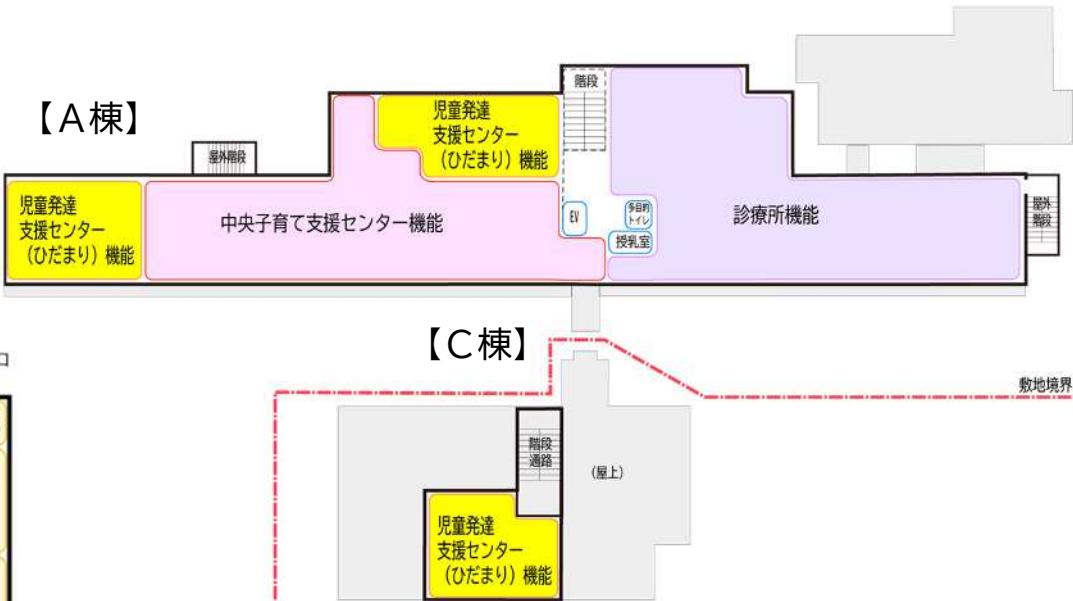 【A棟】
屋外階段
階段
児童発達
支援センター
(ひだまり)機能
児童発達
支援センター
(ひだまり)機能
中央子育て支援センター機能
EV
多目的
トイレ
授乳室
診療所機能
屋外
階段
【C棟】
口
敷地境界
階段
通路
(屋上)
児童発達
支援センター
(ひだまり)機能